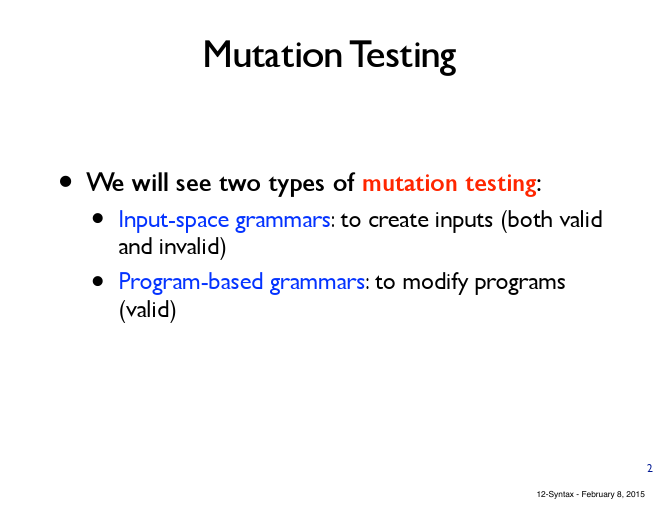 Mutation Testing
• We will see two types of mutation testing:
• Input-space grammars: to create inputs (both valid
and invalid)
• Program-based grammars: to modify programs
(valid)
2
12-Syntax - February 8, 2015